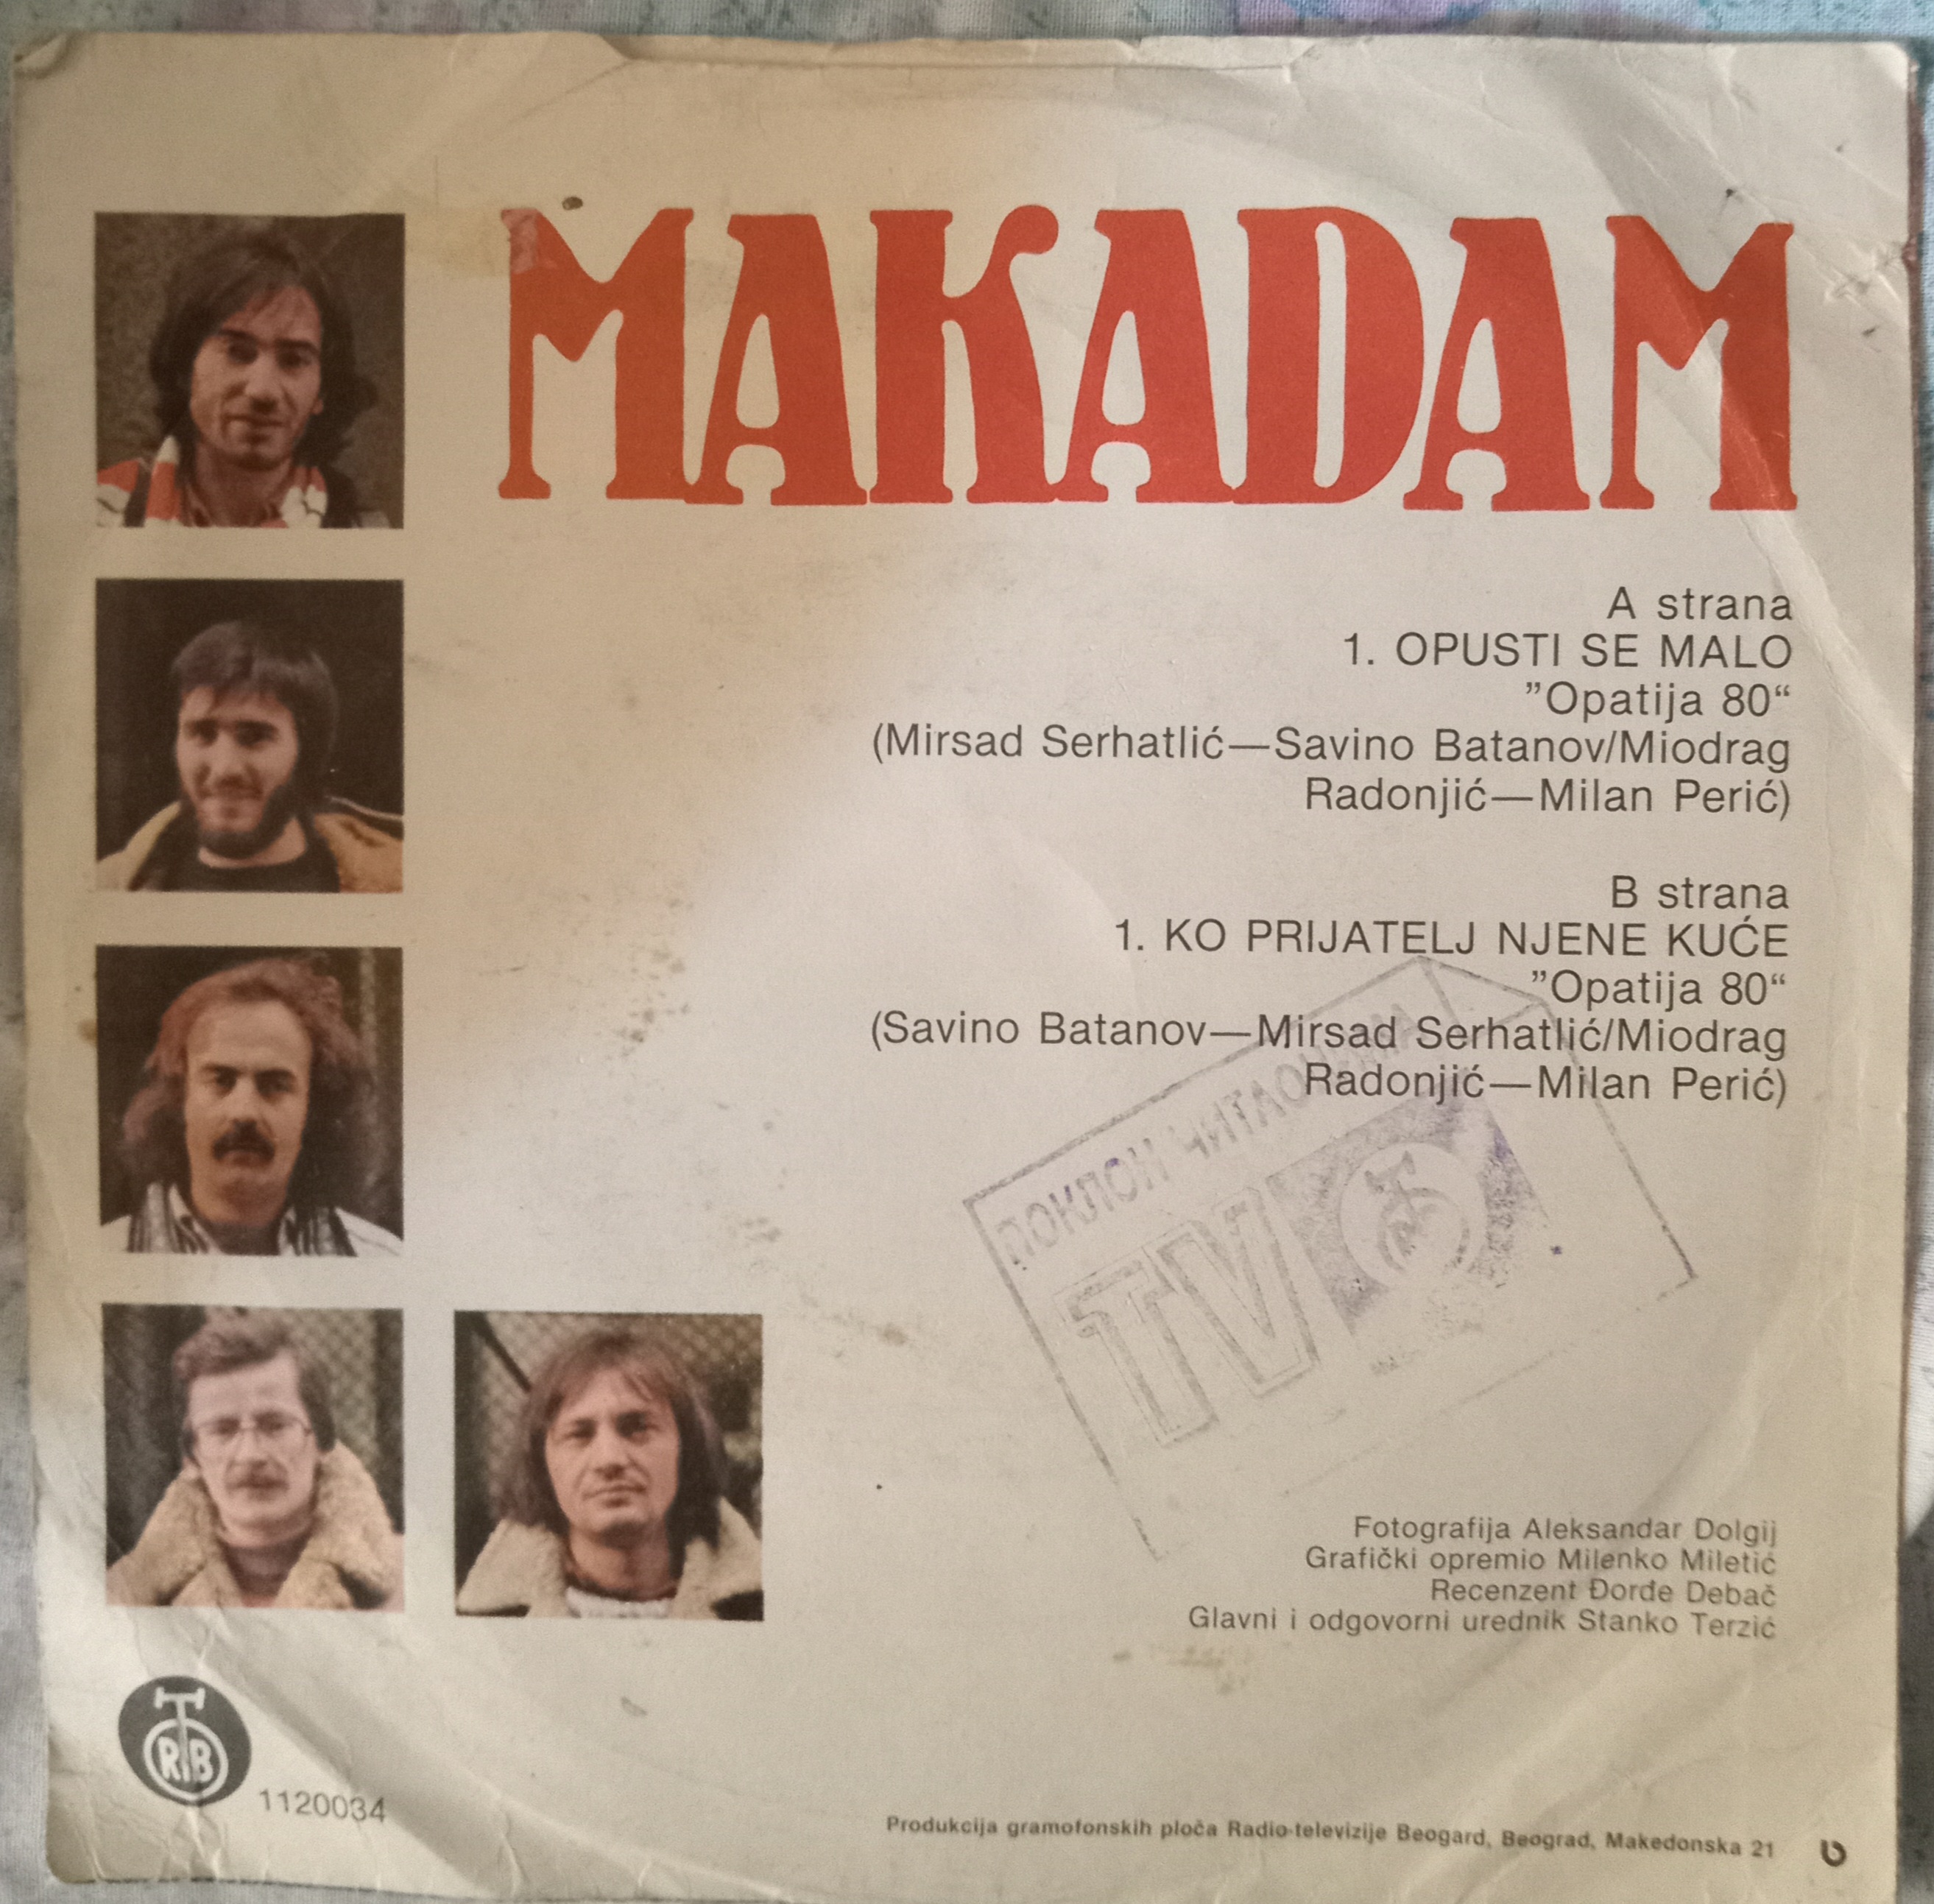 MAKADAM
A strana
1. OPUSTI SE MALO
”Opatija 80“
(Mirsad Serhatlić—Savino Batanov/Miodrag
Radonjić—Milan Perić)
B strana
1. KO PRIJATELJ NJENE KUĆE
”Opatija 80“
(Savino Batanov—Mirsad Serhatlić/Miodrag
Radonjić—Milan Perić)
ПОКЛОН ЧИТАОЦИМА
TV
Fotografija Aleksandar Dolgij
Grafički opremio Milenko Miletić
Recenzent Đorđe Debač
Glavni i odgovorni urednik Stanko Terzić
RTB
1120034
Produkcija gramofonskih ploča Radio-televizije Beogard, Beograd, Makedonska 21